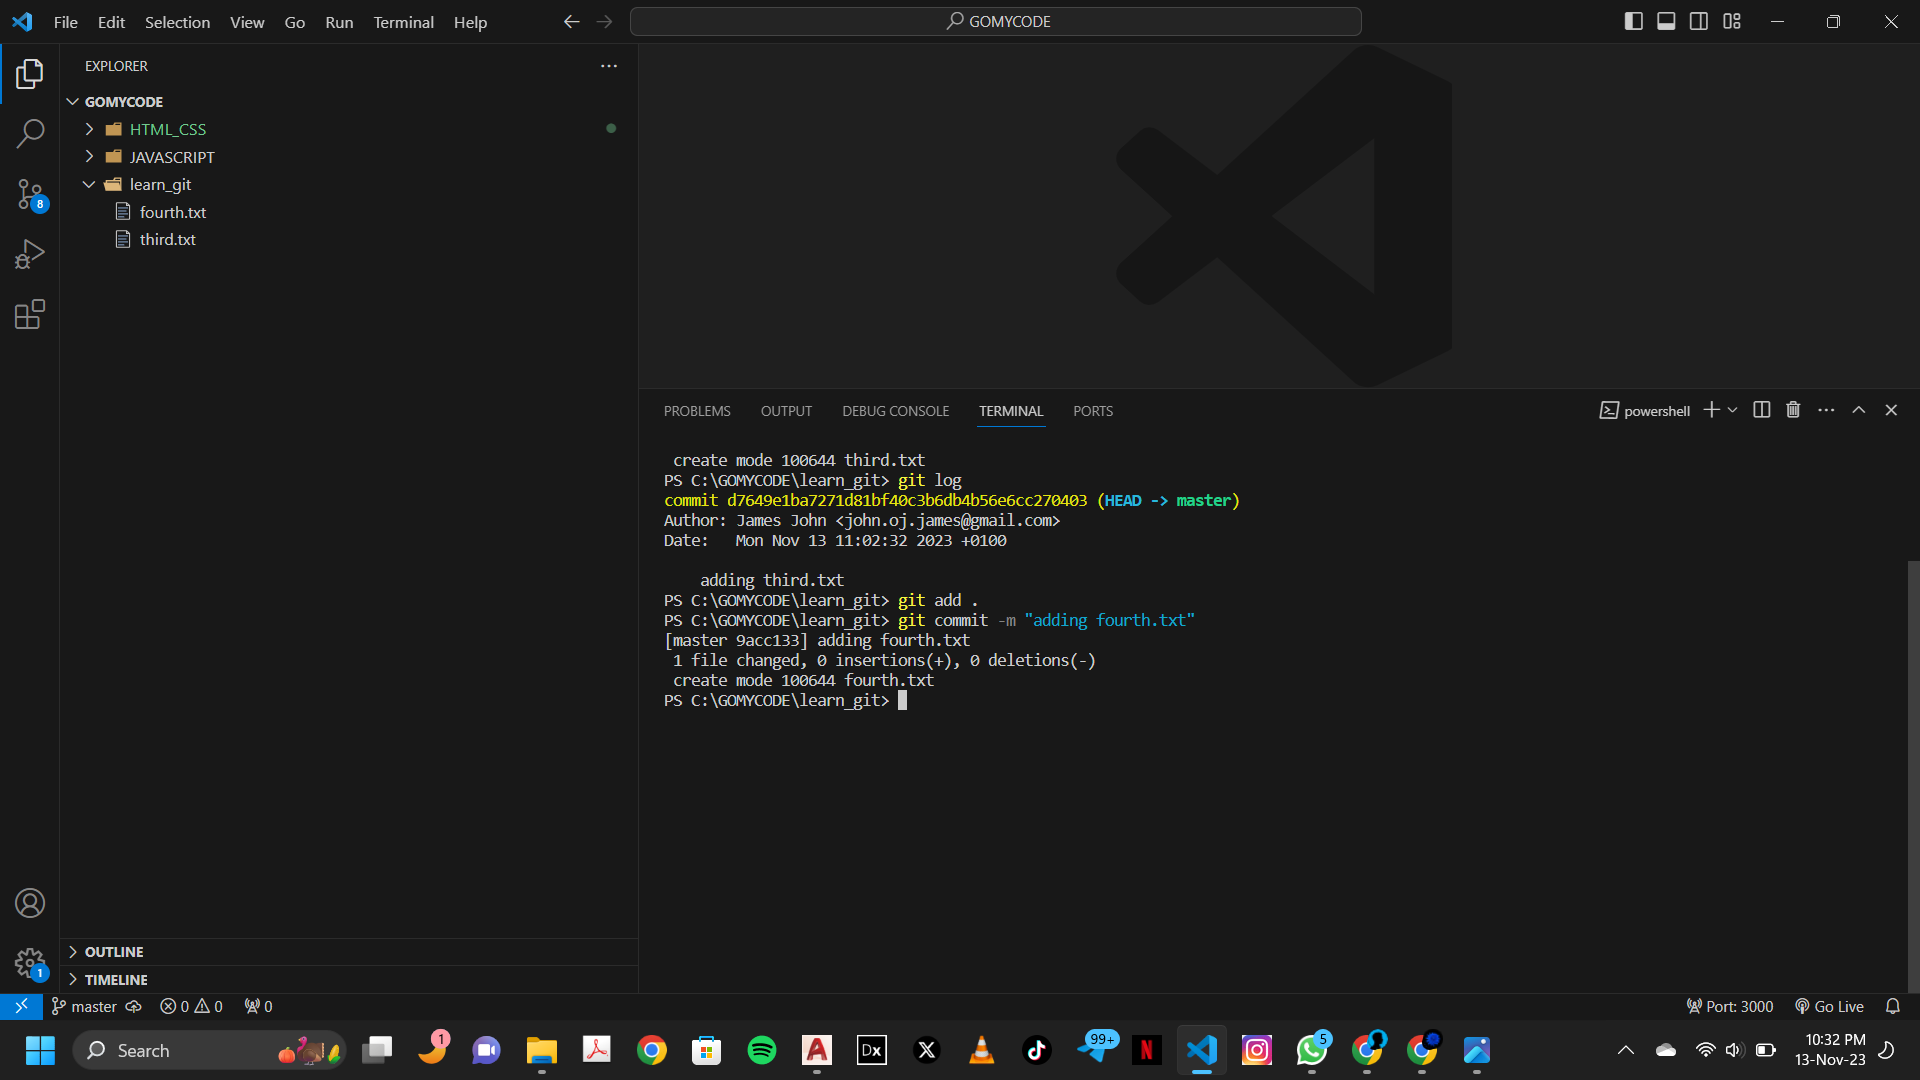 File Edit Selection View Go Run Terminal Help
GOMYCODE
EXPLORER
GOMYCODE
HTML_CSS
JAVASCRIPT
learn_git
8
fourth.txt
third.txt
PROBLEMS OUTPUT DEBUG CONSOLE TERMINAL PORTS
powershell
create mode 100644 third.txt
PS C:\GOMYCODE\learn_git> git log
commit d7649e1ba7271d81bf40c3b6db4b56e6cc270403 (HEAD -> master)
Author: James John <john.oj.james@gmail.com>
Date:   Mon Nov 13 11:02:32 2023 +0100
adding third.txt
PS C:\GOMYCODE\learn_git> git add .
PS C:\GOMYCODE\learn_git> git commit -m "adding fourth.txt"
[master 9acc133] adding fourth.txt
1 file changed, 0 insertions(+), 0 deletions(-)
create mode 100644 fourth.txt
PS C:\GOMYCODE\learn_git>
OUTLINE
1
TIMELINE
master 0 0 0
Port: 3000 Go Live
Search
1
A
Dx
X
99+
N
5
10:32 PM
13-Nov-23